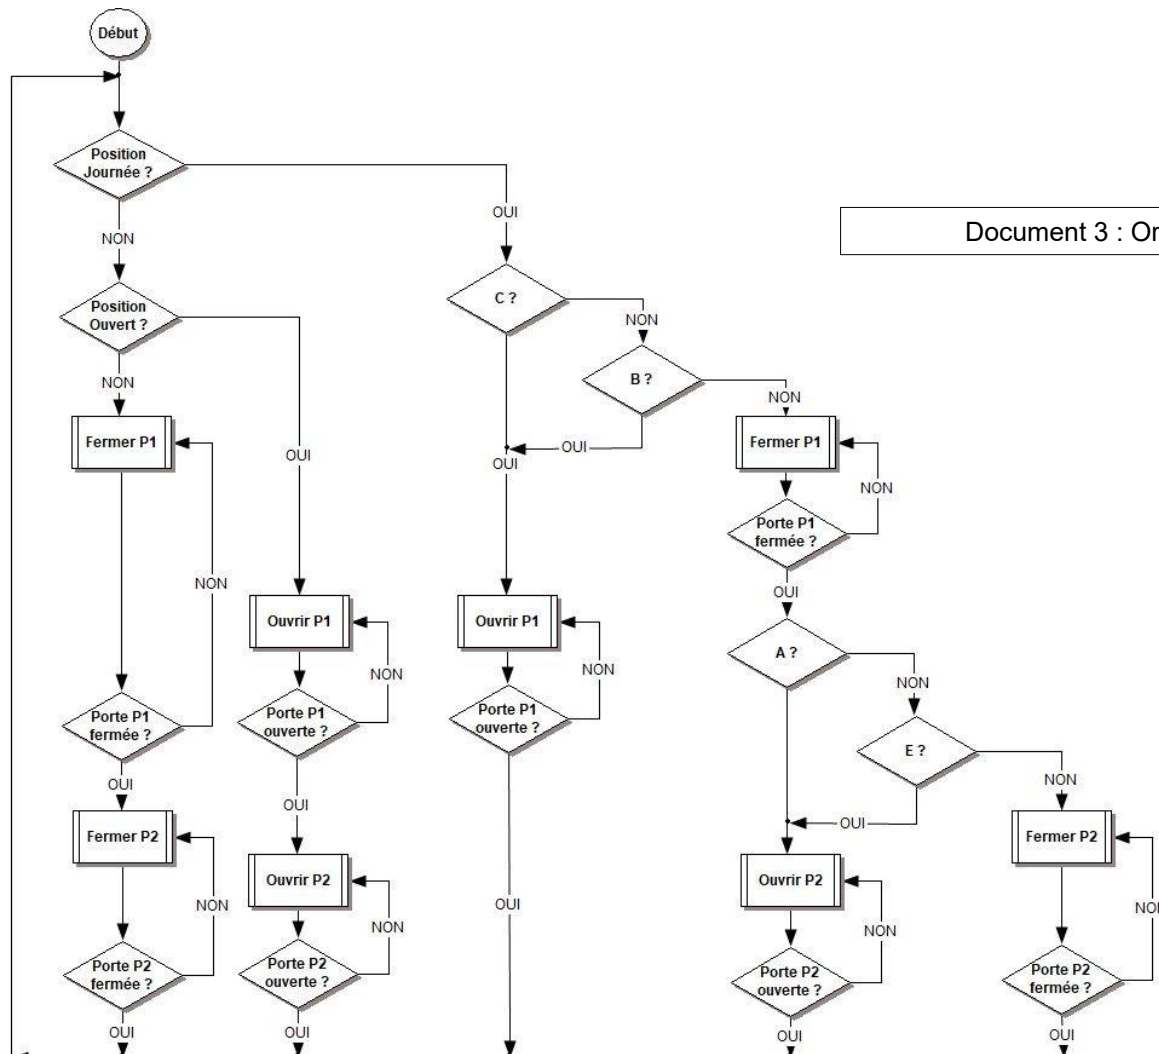 Début
Position
Journée ?
OUI
NON
Document 3 : Or
Position
Ouvert ?
C ?
NON
B ?
NON
NON
Fermer P1
OUI
OUI
OUI
Fermer P1
NON
Porte P1
fermée ?
NON
OUI
Ouvrir P1
Ouvrir P1
A ?
NON
NON
NON
Porte P1
fermée ?
Porte P1
ouverte ?
Porte P1
ouverte ?
E ?
NON
OUI
OUI
Fermer P2
OUI
Fermer P2
Ouvrir P2
Ouvrir P2
OUI
NON
NON
NON
NON
Porte P2
fermée ?
Porte P2
ouverte ?
Porte P2
ouverte ?
Porte P2
fermée ?
OUI
OUI
OUI
OUI